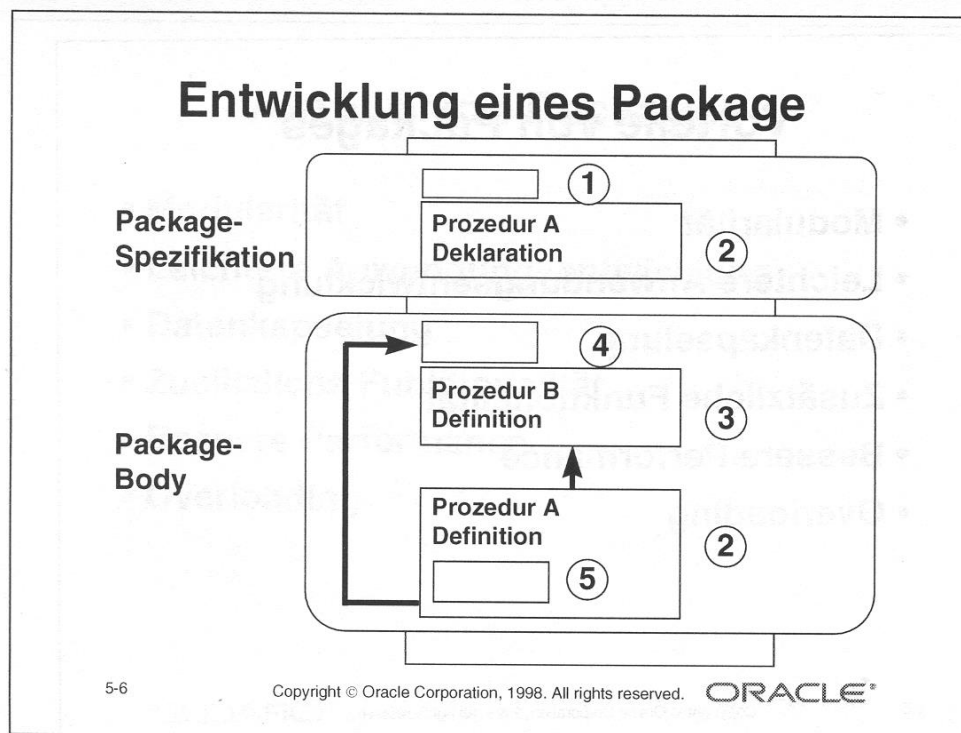 Entwicklung eines Package
1
Package-
Spezifikation
Prozedur A
Deklaration
2
4
Prozedur B
Definition
3
Package-
Body
Prozedur A
Definition
2
5
5-6
Copyright © Oracle Corporation, 1998. All rights reserved.
ORACLE®